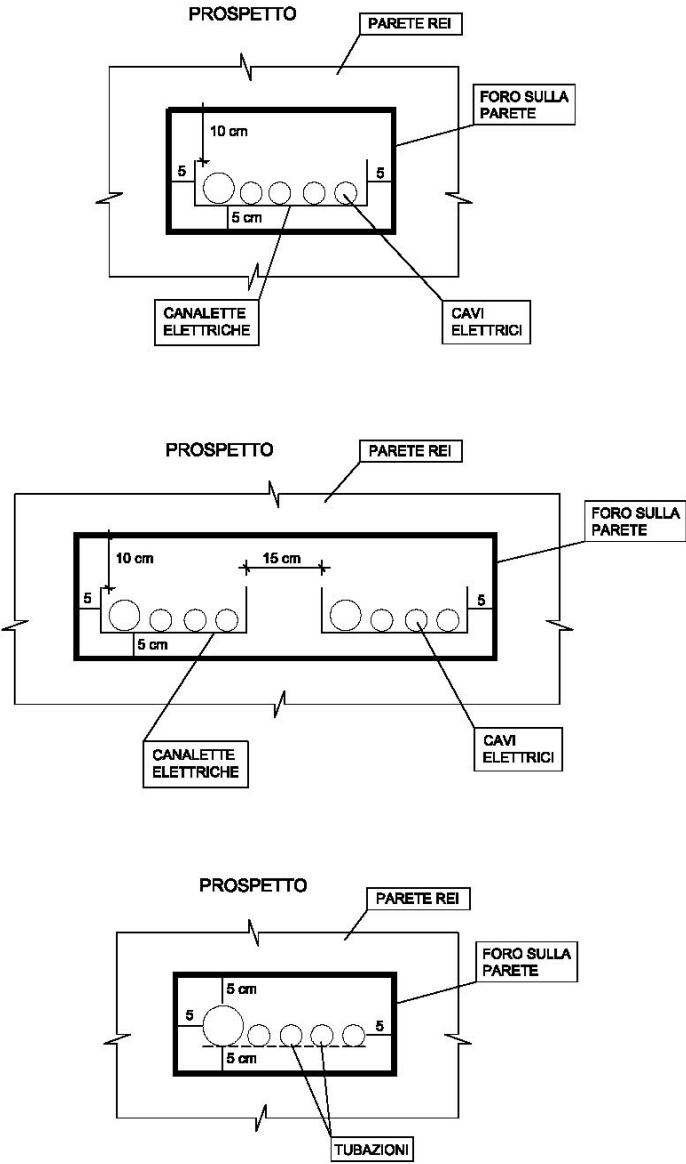 PROSPETTO
PARETE REI
FORO SULLA
PARETE
10 cm
5
5
5 cm
CANALETTE
ELETTRICHE
CAVI
ELETTRICI
PROSPETTO
PARETE REI
FORO SULLA
PARETE
10 cm
15 cm
5
5
5 cm
CANALETTE
ELETTRICHE
CAVI
ELETTRICI
PROSPETTO
PARETE REI
FORO SULLA
PARETE
5 cm
5
5
5 cm
TUBAZIONI